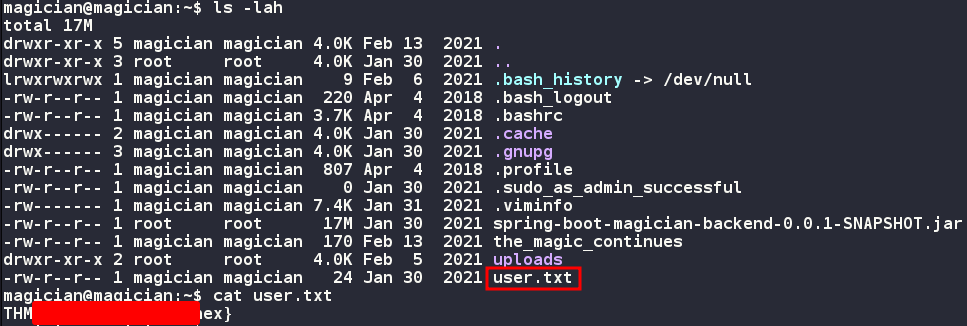 magician@magician:~$ ls -lah
total 17M
drwxr-xr-x 5 magician magician 4.0K Feb 13  2021 .
drwxr-xr-x 3 root     root     4.0K Jan 30  2021 ..
lrwxrwxrwx 1 magician magician    9 Feb  6  2021 .bash_history -> /dev/null
-rw-r--r-- 1 magician magician  220 Apr  4  2018 .bash_logout
-rw-r--r-- 1 magician magician 3.7K Apr  4  2018 .bashrc
drwx------ 2 magician magician 4.0K Jan 30  2021 .cache
drwx------ 3 magician magician 4.0K Jan 30  2021 .gnupg
-rw-r--r-- 1 magician magician  807 Apr  4  2018 .profile
-rw-r--r-- 1 magician magician    0 Jan 30  2021 .sudo_as_admin_successful
-rw------- 1 magician magician 7.4K Jan 31  2021 .viminfo
-rw-r--r-- 1 root     root      17M Jan 30  2021 spring-boot-magician-backend-0.0.1-SNAPSHOT.jar
-rw-r--r-- 1 magician magician  170 Feb 13  2021 the_magic_continues
drwxr-xr-x 2 root     root     4.0K Feb  5  2021 uploads
-rw-r--r-- 1 magician magician   24 Jan 30  2021 user.txt
magician@magician:~$ cat user.txt
THM ex}